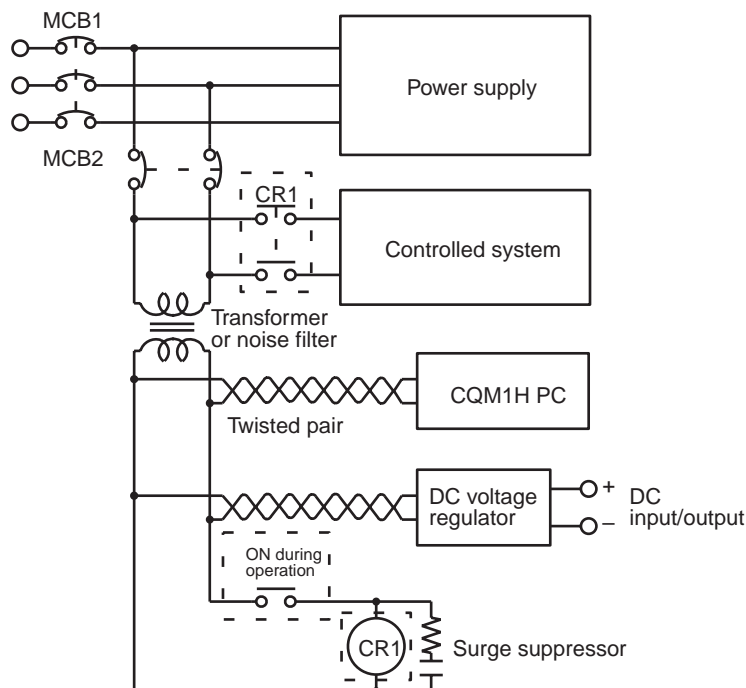 MCB1
Power supply
MCB2
CR1
Controlled system
Transformer
or noise filter
CQM1H PC
Twisted pair
DC voltage
regulator
+
–
DC
input/output
ON during
operation
CR1
Surge suppressor